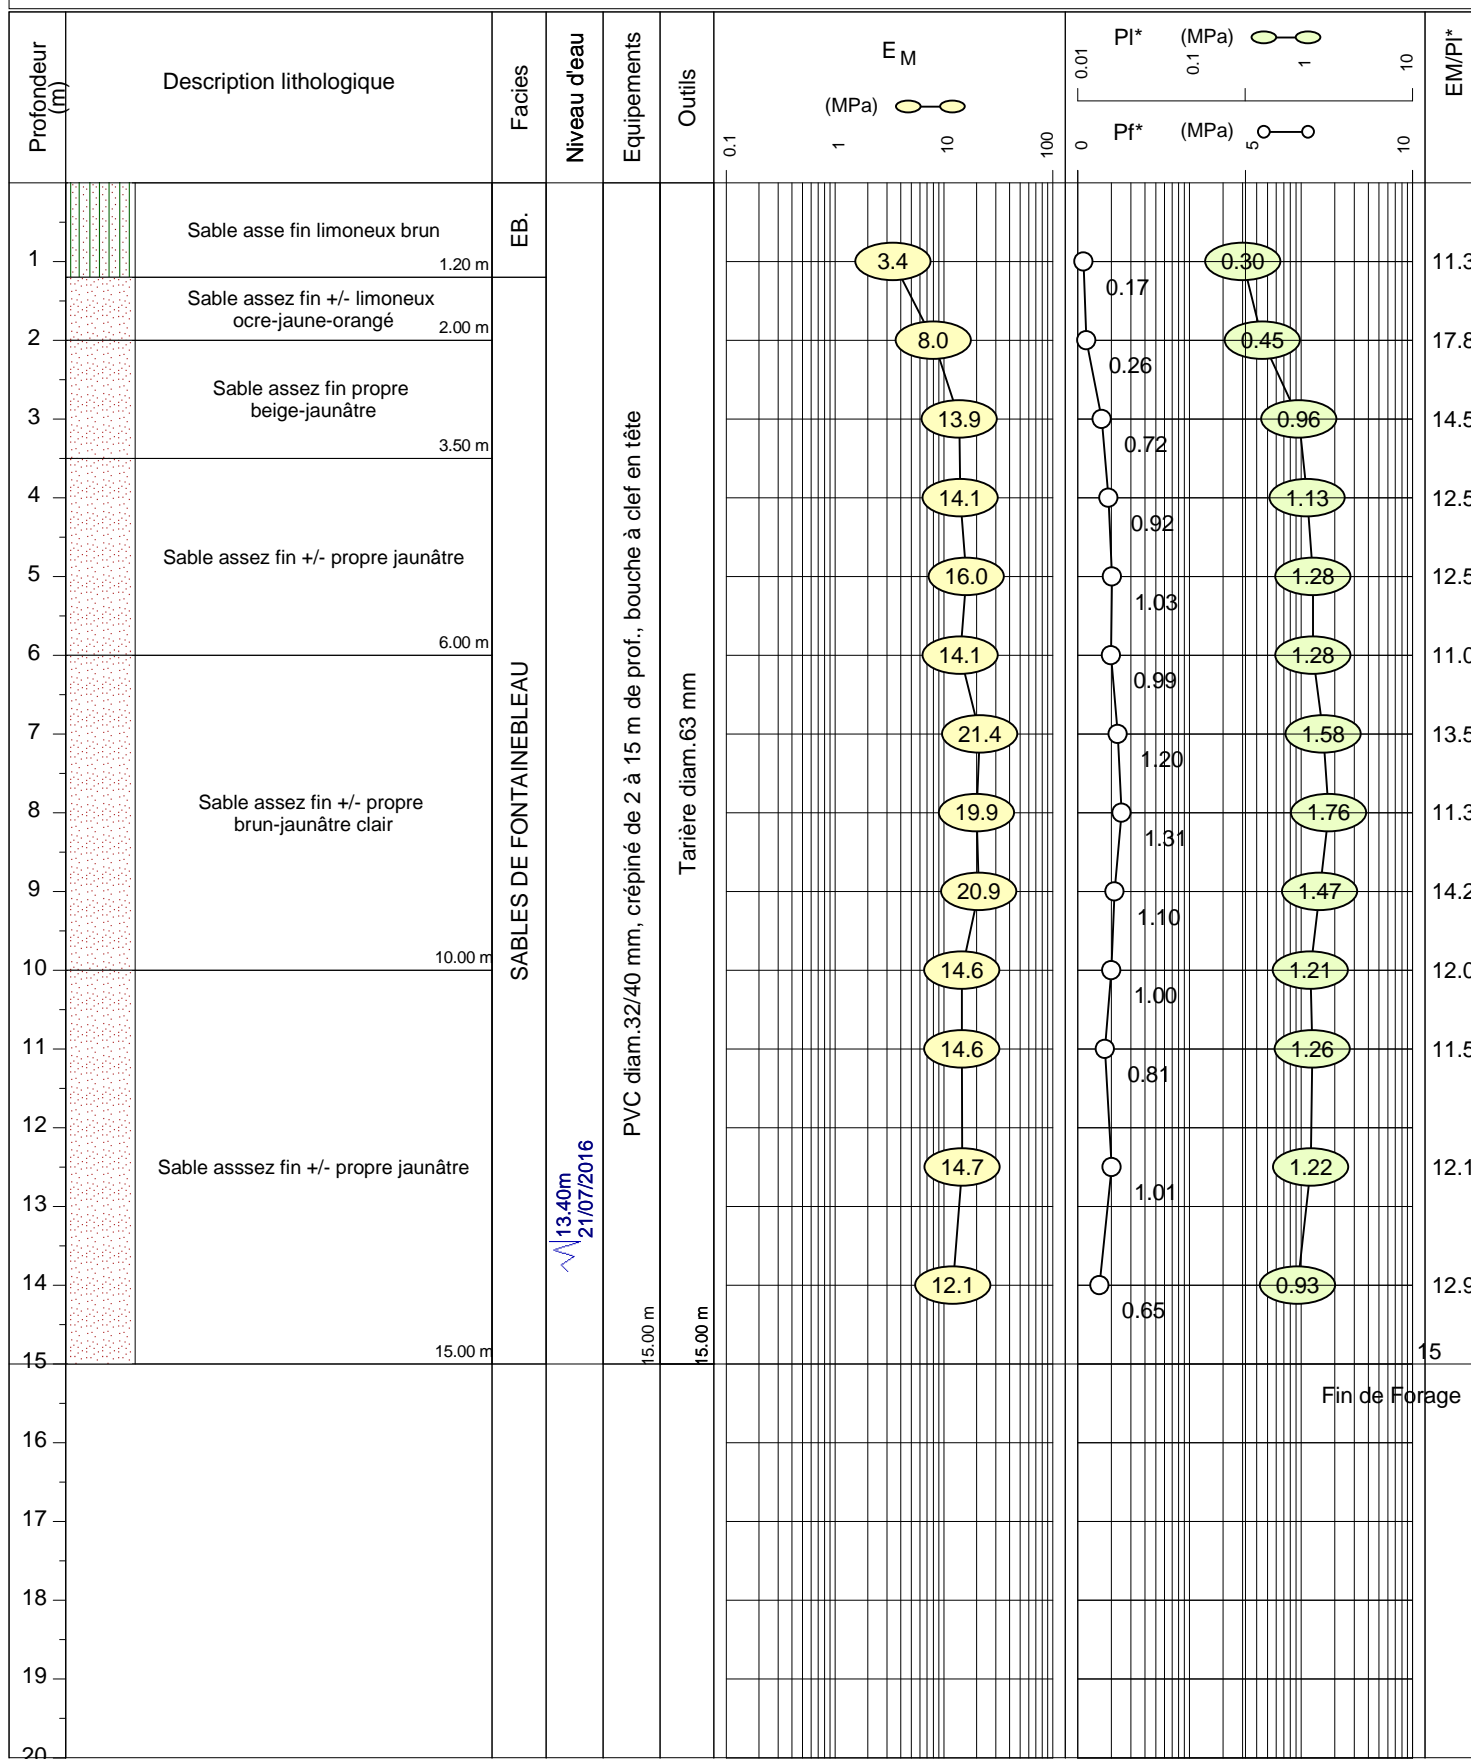 Profondeur
(m)
Description lithologique
Facies
Niveau d'eau
Equipements
Outils
E M
(MPa)
0.1
1
10
100
Pl* (MPa)
0.01
0.1
1
10
Pf* (MPa)
0
5
10
EM/Pl*
Sable asse fin limoneux brun
1.20 m
EB.
Sable assez fin +/- limoneux
ocre-jaune-orangé
2.00 m
Sable assez fin propre
beige-jaunâtre
3.50 m
Sable assez fin +/- propre jaunâtre
6.00 m
Sable assez fin +/- propre
brun-jaunâtre clair
10.00 m
Sable asssez fin +/- propre jaunâtre
15.00 m
SABLES DE FONTAINEBLEAU
13.40m
21/07/2016
PVC diam.32/40 mm, crépiné de 2 à 15 m de prof., bouche à clef en tête
15.00 m
Tarière diam.63 mm
15.00 m
1 3.4 0.17 0.30 11.3
2 8.0 0.26 0.45 17.8
3 13.9 0.72 0.96 14.5
4 14.1 0.92 1.13 12.5
5 16.0 1.03 1.28 12.5
6 14.1 0.99 1.28 11.0
7 21.4 1.20 1.58 13.5
8 19.9 1.31 1.76 11.3
9 20.9 1.10 1.47 14.2
10 14.6 1.00 1.21 12.0
11 14.6 0.81 1.26 11.5
12
14.7 1.01 1.22 12.1
13
14 12.1 0.65 0.93 12.9
15
15
Fin de Forage
16
17
18
19
20